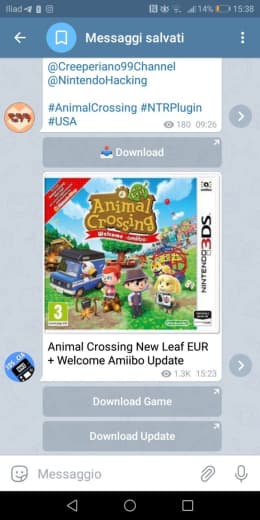 Iliad
14% 15:38
Messaggi salvati
@Creeperiano99Channel
@NintendoHacking
#AnimalCrossing #NTRPlugin
#USA
180 09:26
Download
Animal
Crossing
Welcome amiibo
NINTENDO 3DS
3
Animal Crossing New Leaf EUR
+ Welcome Amiibo Update
1.3K 15:23
Download Game
Download Update
Messaggio